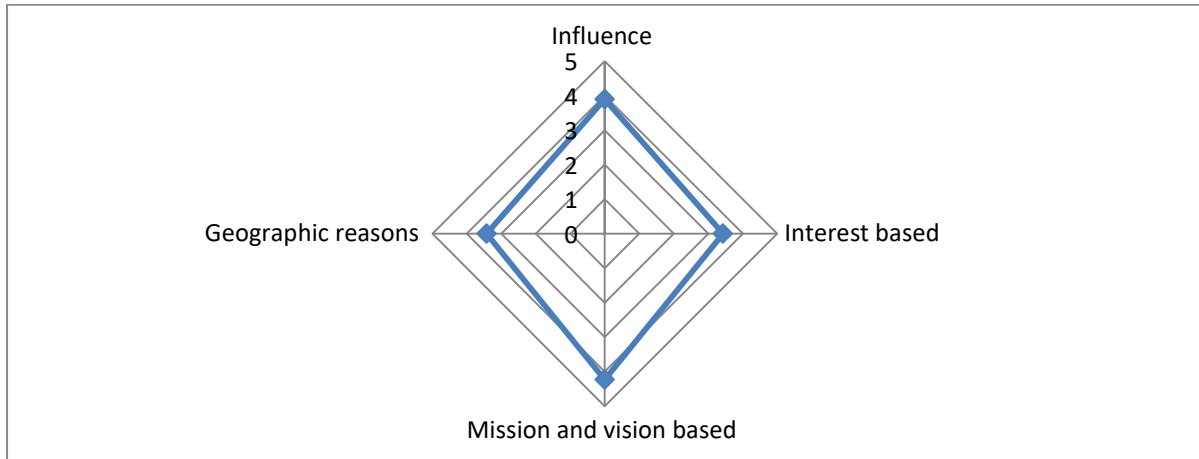 Influence
5
4
3
2
1
0
Geographic reasons
Interest based
Mission and vision based